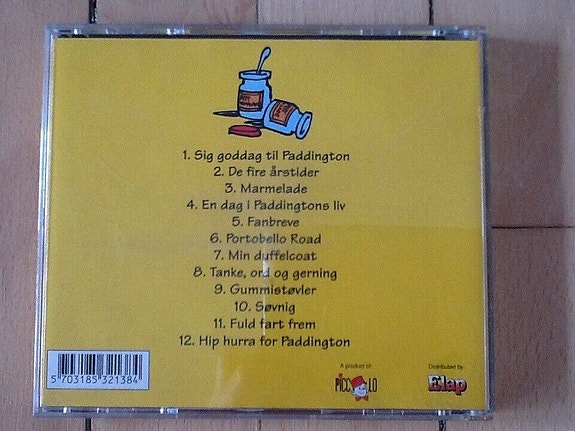 1. Sig goddag til Paddington
2. De fire årstider
3. Marmelade
4. En dag i Paddingtons liv
5. Fanbreve
6. Portobello Road
7. Min duffelcoat
8. Tanke, ord og gerning
9. Gummistøvler
10. Søvnig
11. Fuld fart frem
12. Hip hurra for Paddington
5 703185 321384
A product of
PICCOLO
Distributed by:
Elap